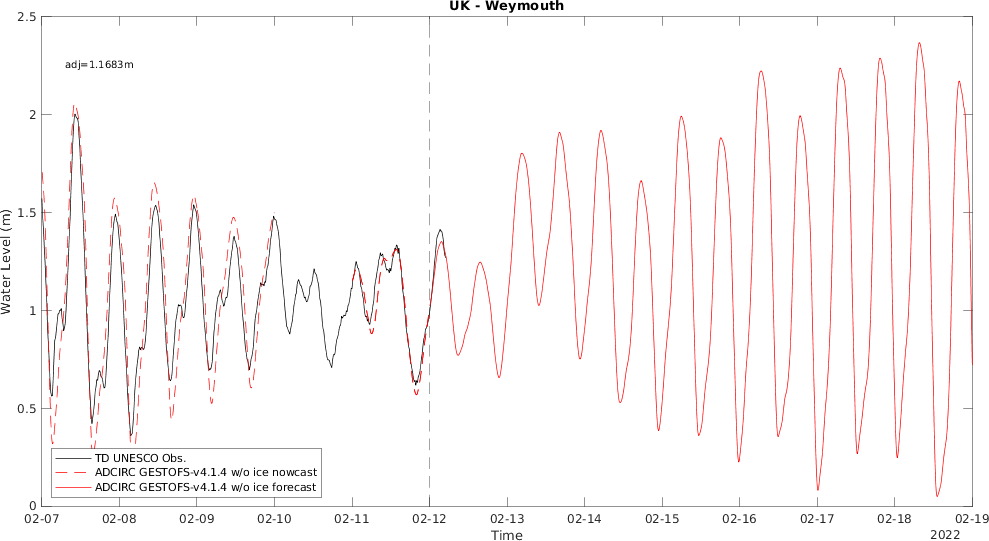 UK - Weymouth
adj=1.1683m
Water Level (m)
2.5
2
1.5
1
0.5
0
TD UNESCO Obs.
ADCIRC GESTOFS-v4.1.4 w/o ice nowcast
ADCIRC GESTOFS-v4.1.4 w/o ice forecast
02-07 02-08 02-09 02-10 02-11 02-12 02-13 02-14 02-15 02-16 02-17 02-18 02-19
Time
2022